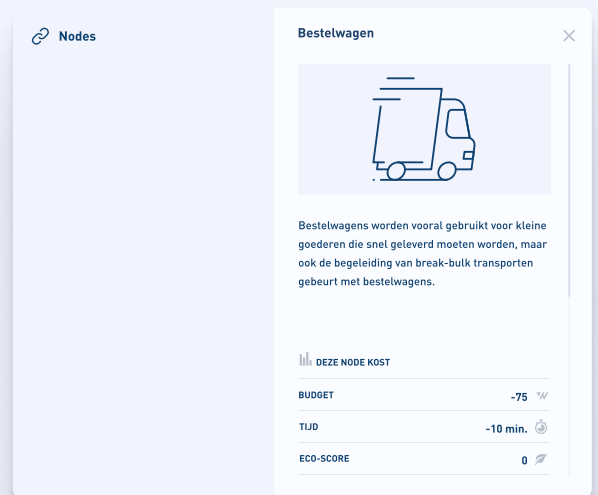 Nodes
Bestelwagen
Bestelwagens worden vooral gebruikt voor kleine
goederen die snel geleverd moeten worden, maar
ook de begeleiding van break-bulk transporten
gebeurt met bestelwagens.
DEZE NODE KOST
BUDGET -75
TIJD -10 min.
ECO-SCORE 0